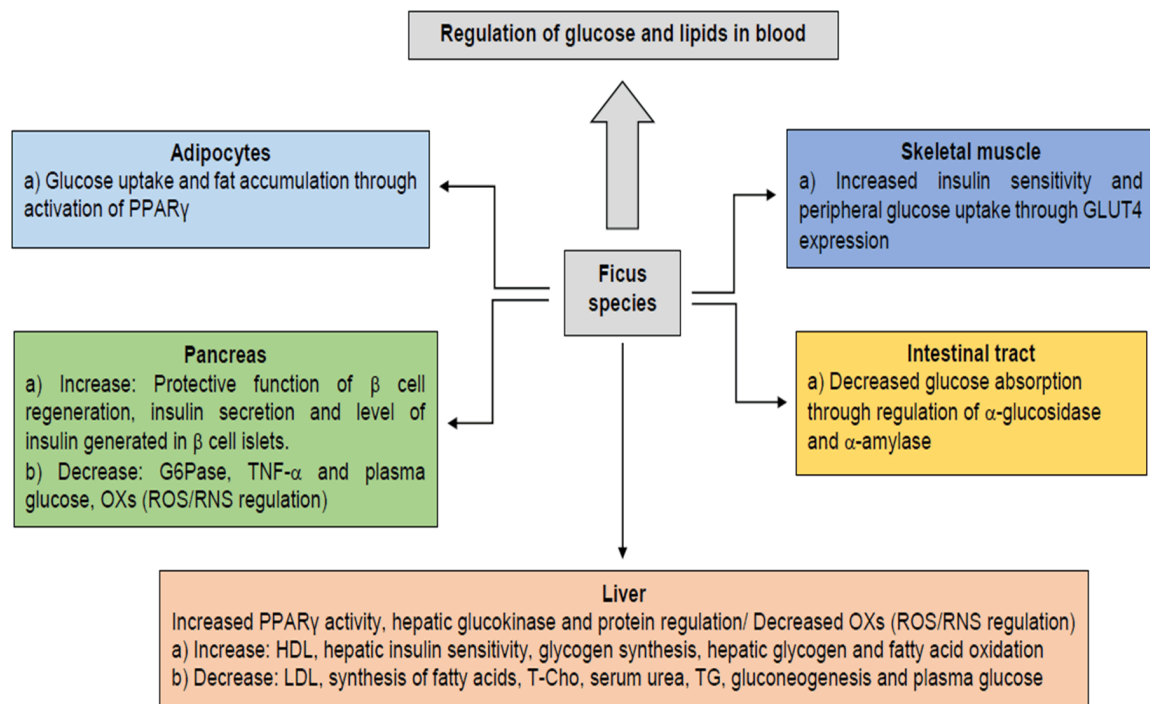 Regulation of glucose and lipids in blood
Adipocytes
a) Glucose uptake and fat accumulation through
activation of PPARγ
Skeletal muscle
a) Increased insulin sensitivity and
peripheral glucose uptake through GLUT4
expression
Ficus
species
Pancreas
a) Increase: Protective function of β cell
regeneration, insulin secretion and level of
insulin generated in β cell islets.
b) Decrease: G6Pase, TNF-α and plasma
glucose, OXs (ROS/RNS regulation)
Intestinal tract
a) Decreased glucose absorption
through regulation of α-glucosidase
and α-amylase
Liver
Increased PPARγ activity, hepatic glucokinase and protein regulation/ Decreased OXs (ROS/RNS regulation)
a) Increase: HDL, hepatic insulin sensitivity, glycogen synthesis, hepatic glycogen and fatty acid oxidation
b) Decrease: LDL, synthesis of fatty acids, T-Cho, serum urea, TG, gluconeogenesis and plasma glucose